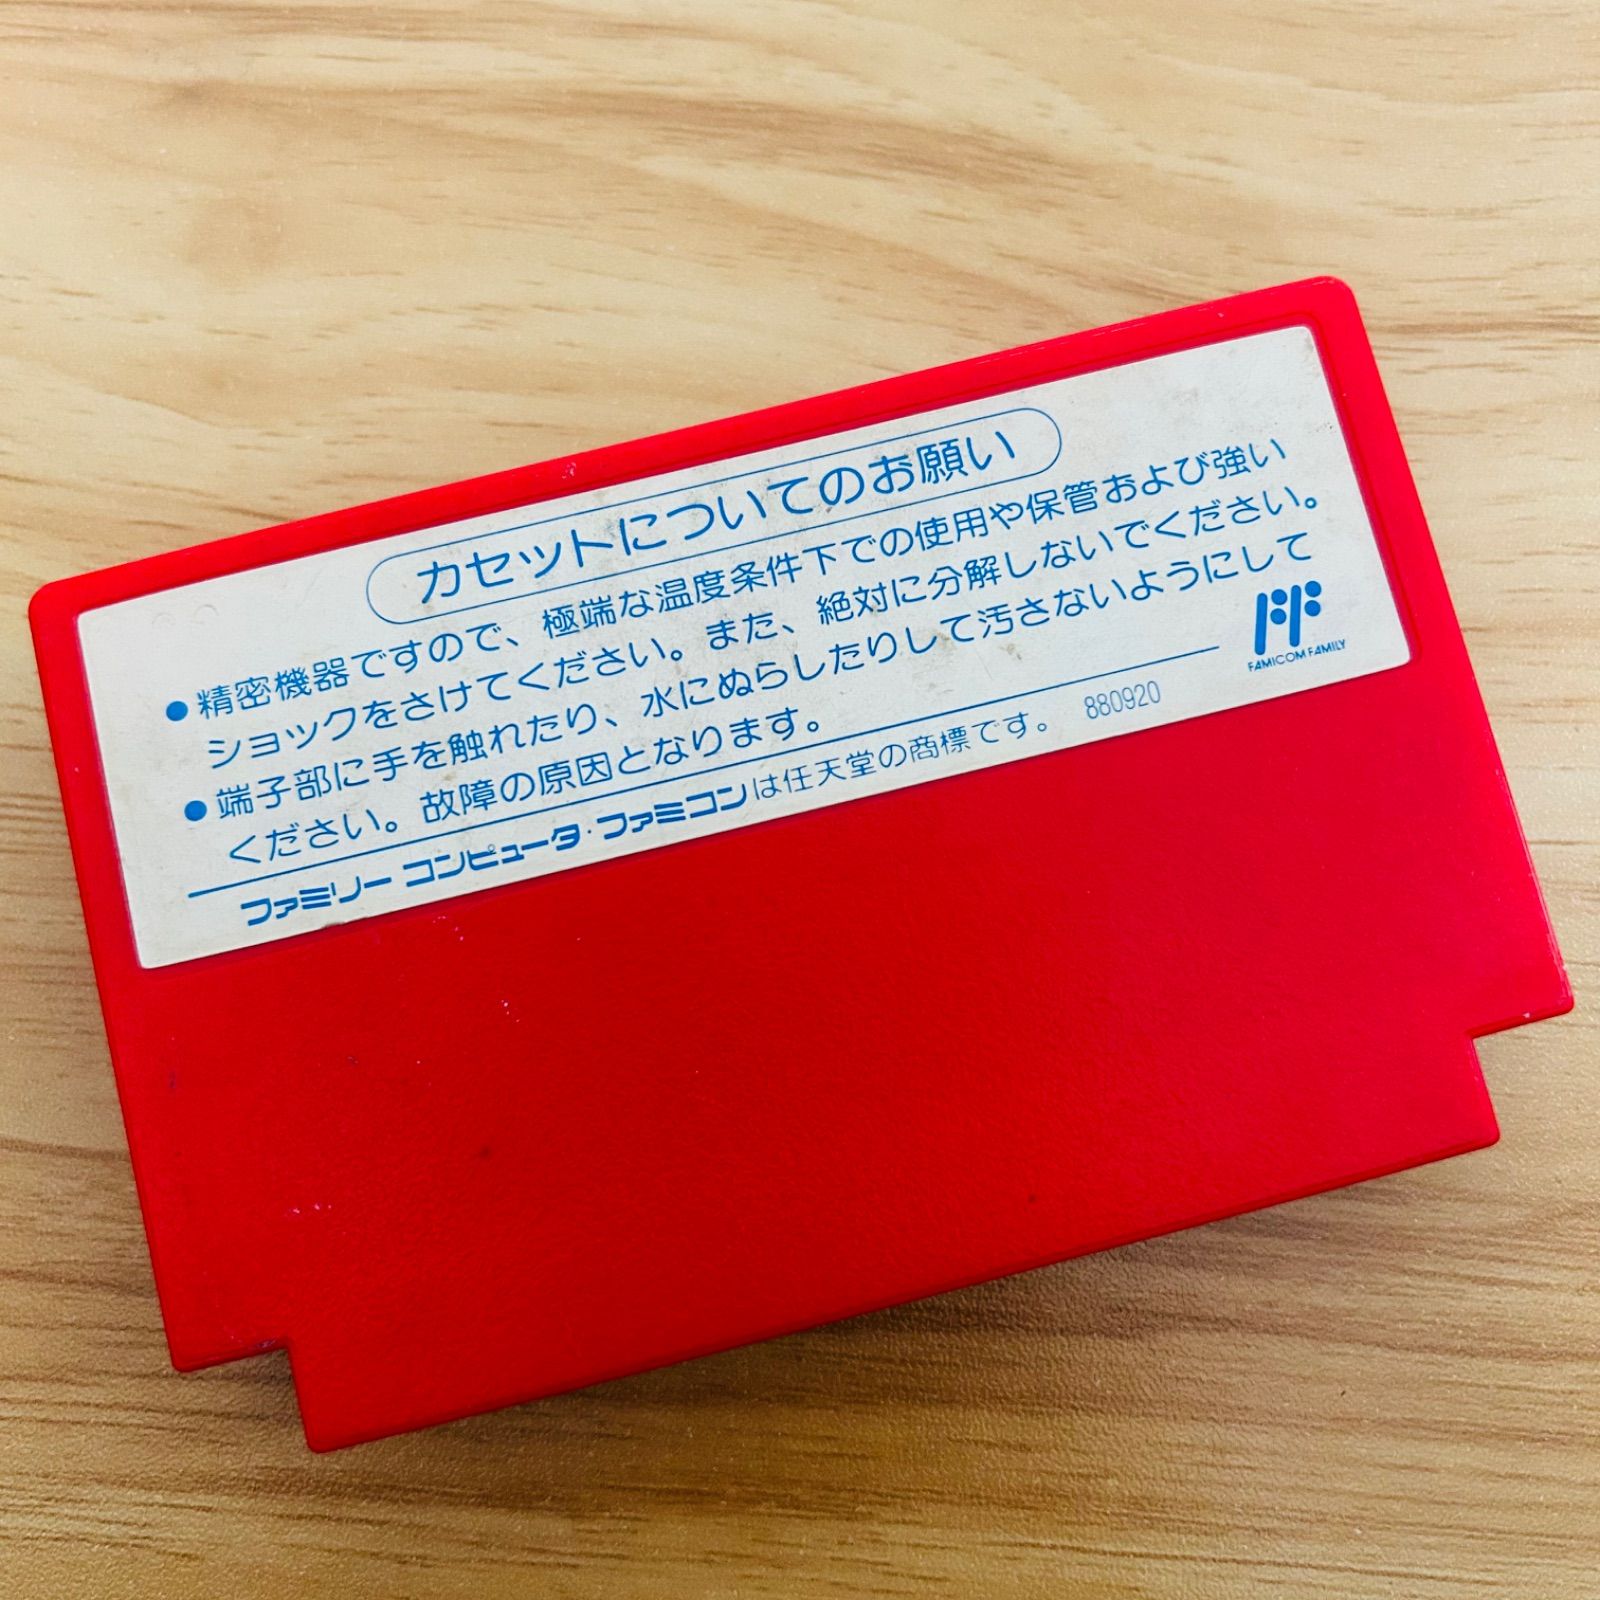 カセットについてのお願い
●精密機器ですので、極端な温度条件下での使用や保管および強い
ショックをさけてください。また、絶対に分解しないでください。
●端子部に手を触れたり、水にぬらしたりして汚さないようにして
ください。故障の原因となります。
FF
FAMICOM FAMILY
ファミリーコンピュータ・ファミコンは任天堂の商標です。 880920